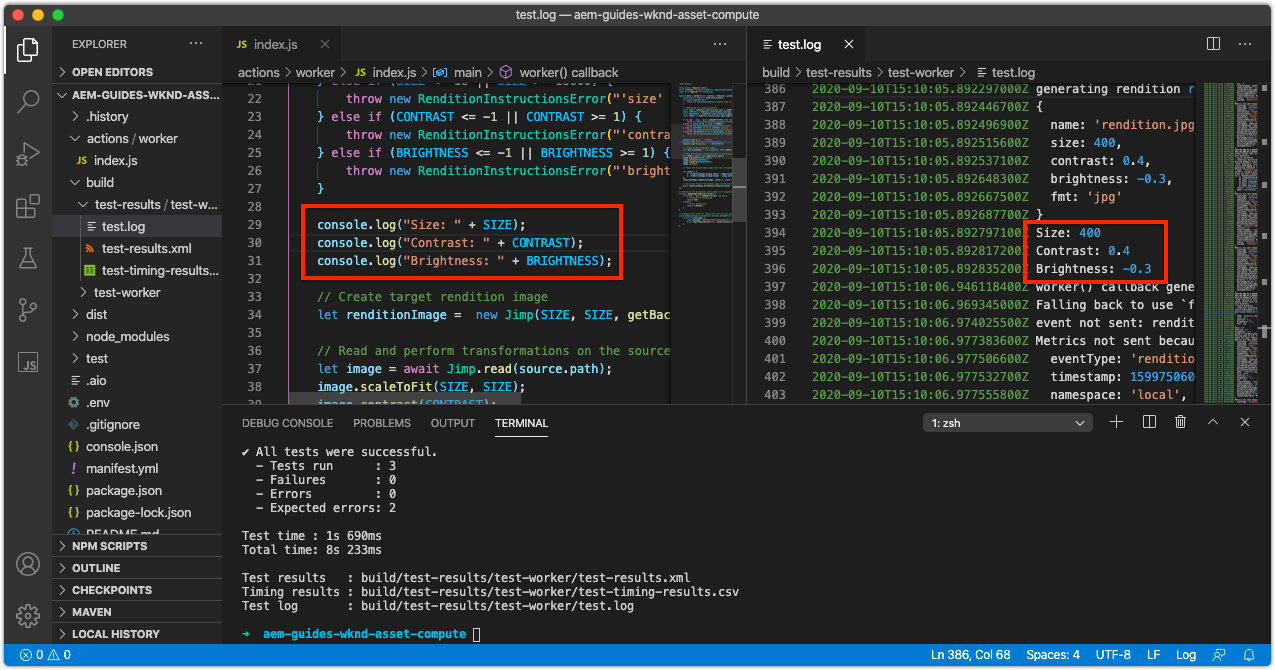 test.log — aem-guides-wknd-asset-compute
EXPLORER
OPEN EDITORS
AEM-GUIDES-WKND-ASS...
.history
actions / worker
JS index.js
build
test-results / test-w...
test.log
test-results.xml
test-timing-results...
test-worker
dist
node_modules
test
.aio
.env
.gitignore
{} console.json
! manifest.yml
{} package.json
{} package-lock.json
README.md
NPM SCRIPTS
OUTLINE
CHECKPOINTS
MAVEN
LOCAL HISTORY
JS index.js
actions > worker > JS index.js > main > worker() callback
22 throw new RenditionInstructionsError("'size'
23 } else if (CONTRAST <= -1 || CONTRAST >= 1) {
24 throw new RenditionInstructionsError("'contra
25 } else if (BRIGHTNESS <= -1 || BRIGHTNESS >= 1) {
26 throw new RenditionInstructionsError("'bright
27 }
28
29 console.log("Size: " + SIZE);
30 console.log("Contrast: " + CONTRAST);
31 console.log("Brightness: " + BRIGHTNESS);
32
33 // Create target rendition image
34 let renditionImage =  new Jimp(SIZE, SIZE, getBac
35
36 // Read and perform transformations on the source
37 let image = await Jimp.read(source.path);
38 image.scaleToFit(SIZE, SIZE);
image.contrast(CONTRAST);
test.log
build > test-results > test-worker > test.log
386 2020-09-10T15:10:05.892297000Z generating rendition r
387 2020-09-10T15:10:05.892446700Z {
388 2020-09-10T15:10:05.892496900Z name: 'rendition.jpg
389 2020-09-10T15:10:05.892515600Z size: 400,
390 2020-09-10T15:10:05.892537100Z contrast: 0.4,
391 2020-09-10T15:10:05.892648300Z brightness: -0.3,
392 2020-09-10T15:10:05.892667500Z fmt: 'jpg'
393 2020-09-10T15:10:05.892687700Z }
394 2020-09-10T15:10:05.892797100Z Size: 400
395 2020-09-10T15:10:05.892817200Z Contrast: 0.4
396 2020-09-10T15:10:05.892835200Z Brightness: -0.3
397 2020-09-10T15:10:06.946118400Z worker() callback gene
398 2020-09-10T15:10:06.969345000Z Falling back to use `f
399 2020-09-10T15:10:06.974025500Z event not sent: rendit
400 2020-09-10T15:10:06.977383600Z Metrics not sent becau
401 2020-09-10T15:10:06.977506600Z eventType: 'renditio
402 2020-09-10T15:10:06.977532700Z timestamp: 159975060
403 2020-09-10T15:10:06.977555800Z namespace: 'local',
DEBUG CONSOLE PROBLEMS OUTPUT TERMINAL 1: zsh
✔ All tests were successful.
– Tests run : 3
– Failures : 0
– Errors : 0
– Expected errors: 2
Test time : 1s 690ms
Total time: 8s 233ms
Test results : build/test-results/test-worker/test-results.xml
Timing results : build/test-results/test-worker/test-timing-results.csv
Test log : build/test-results/test-worker/test.log
➜ aem-guides-wknd-asset-compute
0 0 Ln 386, Col 68 Spaces: 4 UTF-8 LF Log